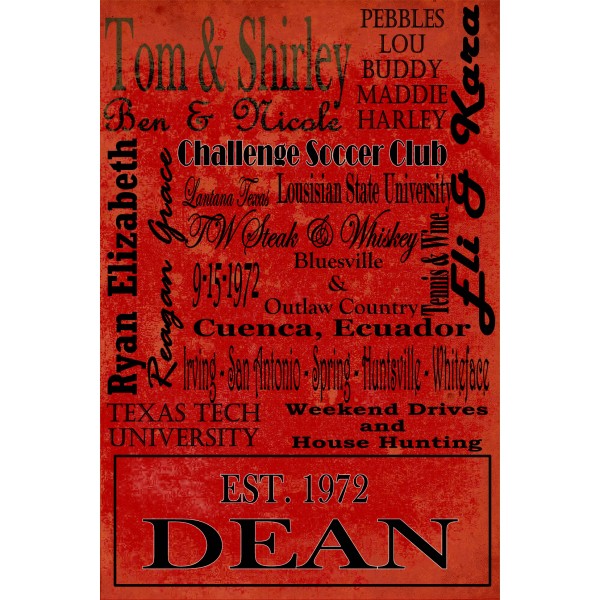 Tom & Shirley
PEBBLES
LOU
BUDDY
MADDIE
HARLEY
Ben & Nicole
Eli & Kara
Challenge Soccer Club
Ryan Elizabeth
Reagan Grace
Lantana Texas
Lousisian State University
TW Steak & Whiskey
Tennis & Wine
9-15-1972
Bluesville
&
Outlaw Country
Cuenca, Ecuador
Irving - San Antonio - Spring - Huntsville - Whiteface
TEXAS TECH
UNIVERSITY
Weekend Drives
and
House Hunting
EST. 1972
DEAN